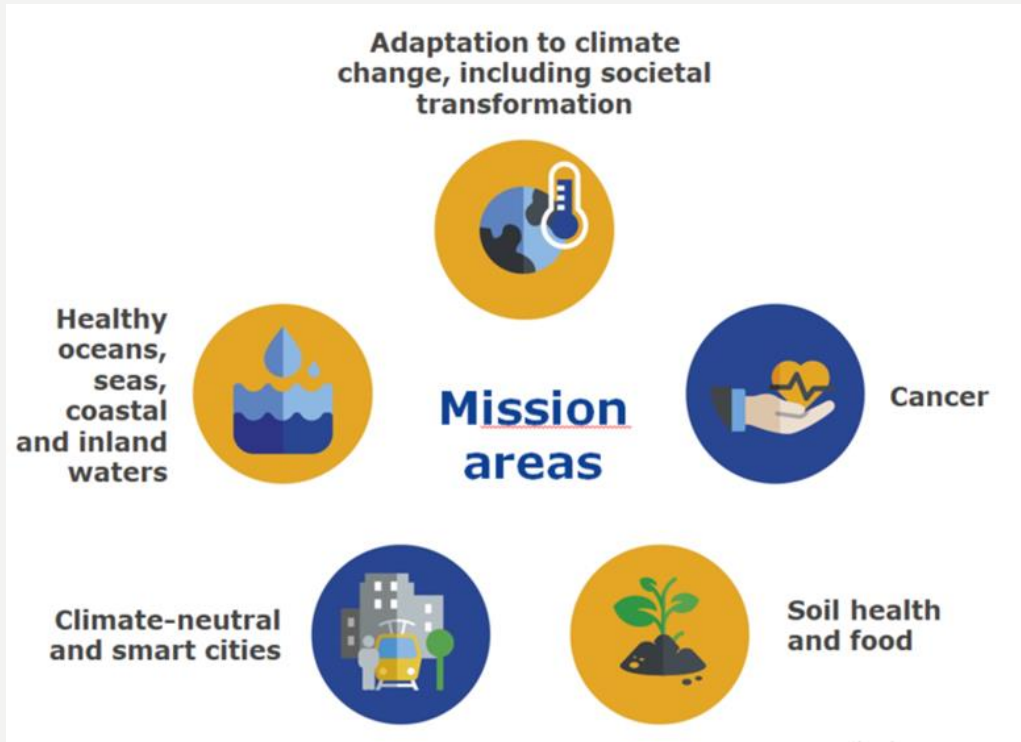 Adaptation to climate
change, including societal
transformation
Healthy
oceans,
seas,
coastal
and inland
waters
Mission
areas
Cancer
Climate-neutral
and smart cities
Soil health
and food